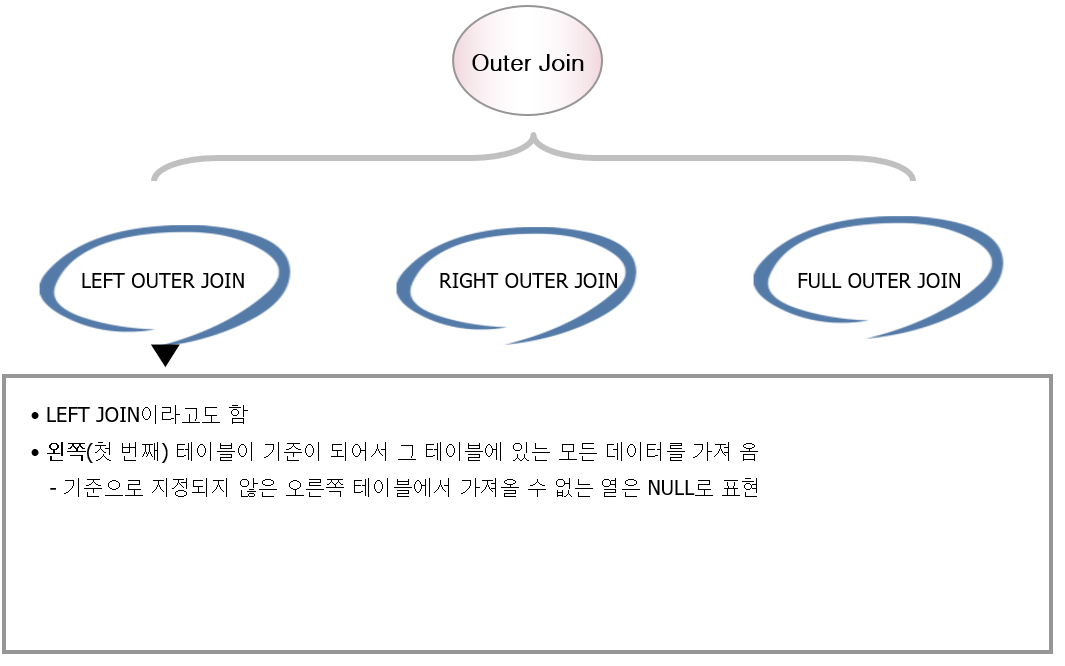 Outer Join
LEFT OUTER JOIN
RIGHT OUTER JOIN
FULL OUTER JOIN
• LEFT JOIN이라고도 함
• 왼쪽(첫 번째) 테이블이 기준이 되어서 그 테이블에 있는 모든 데이터를 가져 옴
- 기준으로 지정되지 않은 오른쪽 테이블에서 가져올 수 없는 열은 NULL로 표현